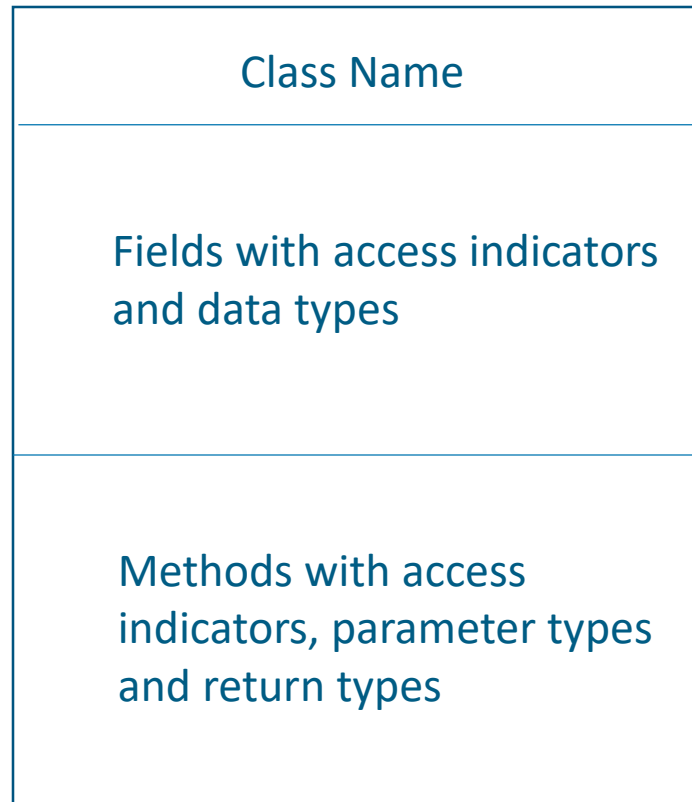 Class Name
Fields with access indicators
and data types
Methods with access
indicators, parameter types
and return types